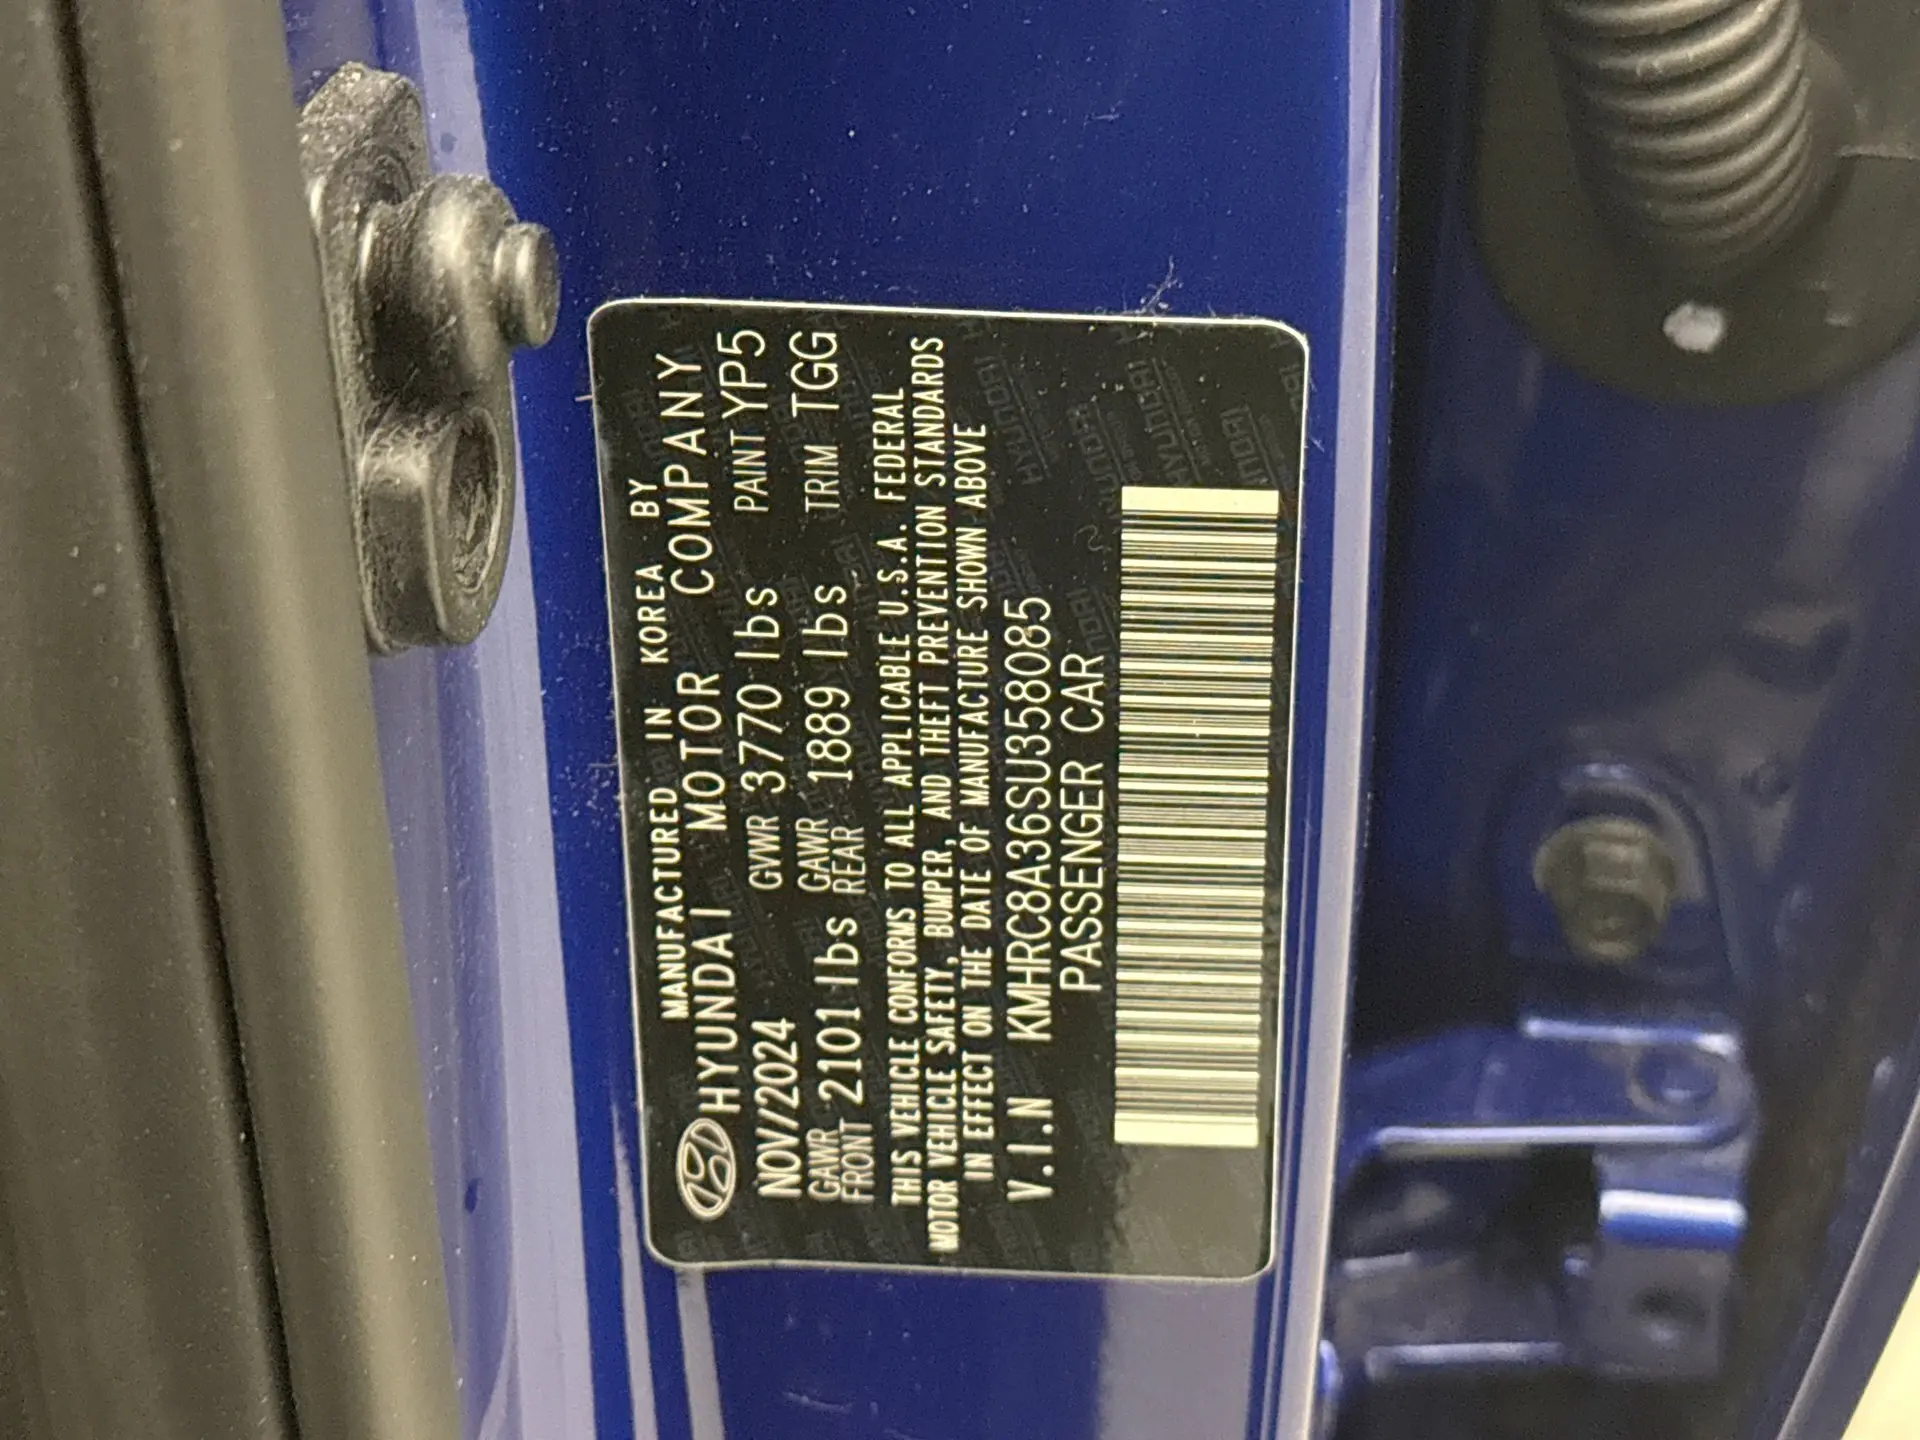 MANUFACTURED IN KOREA BY
HYUNDAI MOTOR COMPANY
NOV/2024 GVWR 3770 lbs PAINT YP5
GAWR FRONT 2101 lbs GAWR REAR 1889 lbs TRIM TGG
THIS VEHICLE CONFORMS TO ALL APPLICABLE U.S.A. FEDERAL
MOTOR VEHICLE SAFETY, BUMPER, AND THEFT PREVENTION STANDARDS
IN EFFECT ON THE DATE OF MANUFACTURE SHOWN ABOVE
V.I.N KMHRC8A36SU358085
PASSENGER CAR